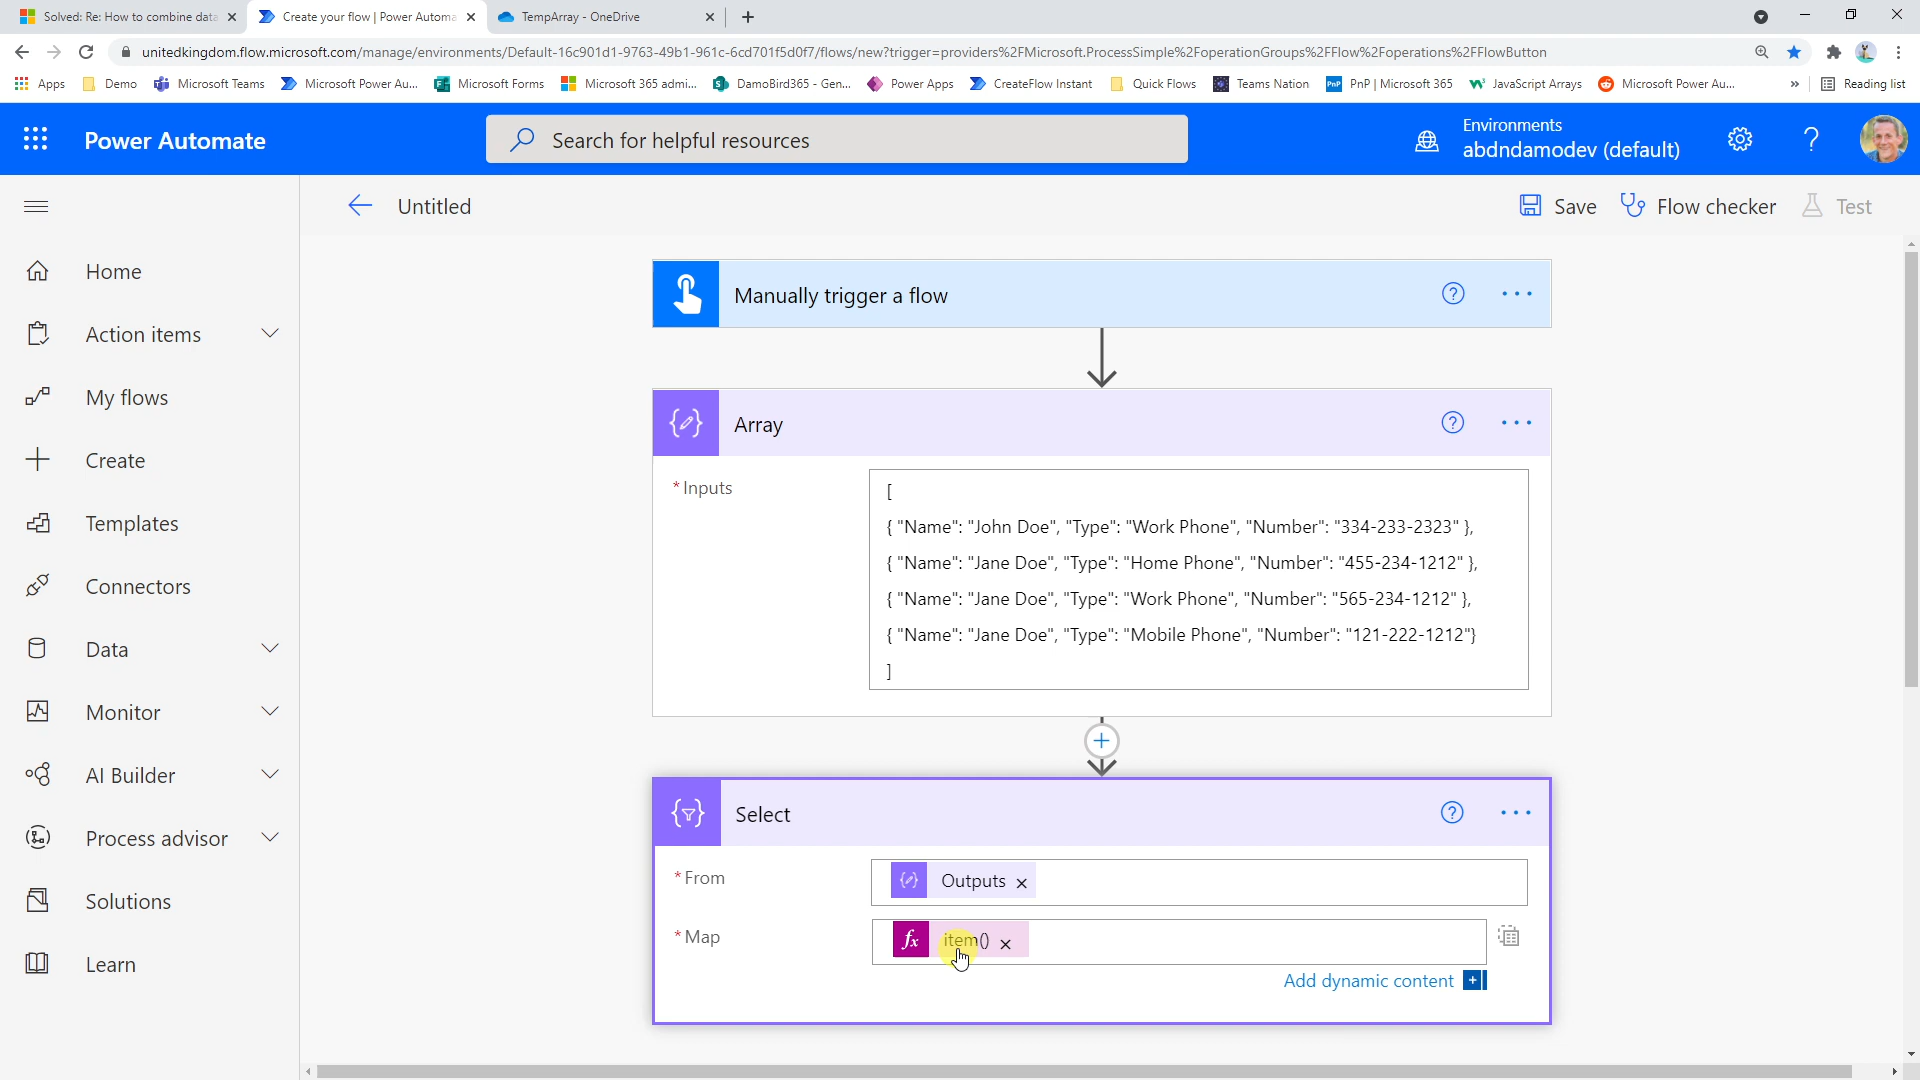 Solved: Re: How to combine data
Create your flow | Power Automa
TempArray - OneDrive
unitedkingdom.flow.microsoft.com/manage/environments/Default-16c901d1-9763-49b1-961c-6cd701f5d0f7/flows/new?trigger=providers%2FMicrosoft.ProcessSimple%2FoperationGroups%2FFlow%2Foperations%2FFlowButton
Apps
Demo
Microsoft Teams
Microsoft Power Au...
Microsoft Forms
Microsoft 365 admi...
DamoBird365 - Gen...
Power Apps
CreateFlow Instant
Quick Flows
Teams Nation
PnP
PnP | Microsoft 365
JavaScript Arrays
Microsoft Power Au...
»
Reading list
Power Automate
Search for helpful resources
Environments
abdndamodev (default)
Untitled
Save
Flow checker
Test
Home
Action items
My flows
Create
Templates
Connectors
Data
Monitor
AI Builder
Process advisor
Solutions
Learn
Manually trigger a flow
Array
* Inputs
[
{ "Name": "John Doe", "Type": "Work Phone", "Number": "334-233-2323" },
{ "Name": "Jane Doe", "Type": "Home Phone", "Number": "455-234-1212" },
{ "Name": "Jane Doe", "Type": "Work Phone", "Number": "565-234-1212" },
{ "Name": "Jane Doe", "Type": "Mobile Phone", "Number": "121-222-1212"}
]
Select
* From
Outputs
* Map
fx item()
Add dynamic content